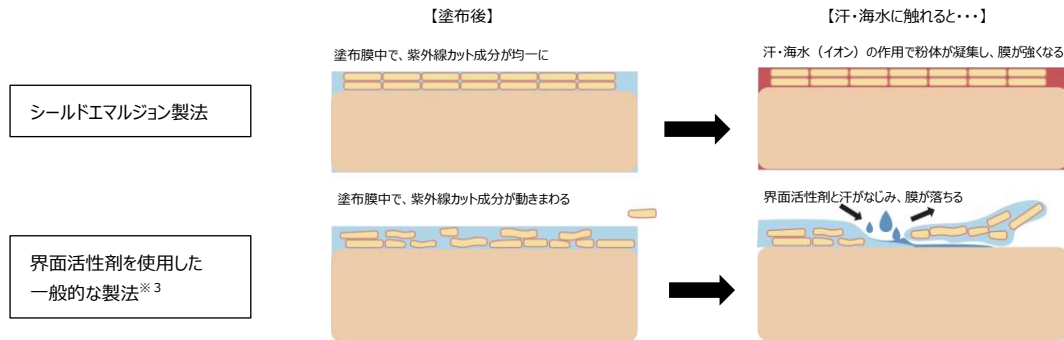 【塗布後】
【汗・海水に触れると・・・】
塗布膜中で、紫外線カット成分が均一に
汗・海水（イオン）の作用で粉体が凝集し、膜が強くなる
シールドエマルジョン製法
塗布膜中で、紫外線カット成分が動きまわる
界面活性剤と汗がなじみ、膜が落ちる
界面活性剤を使用した
一般的な製法※3